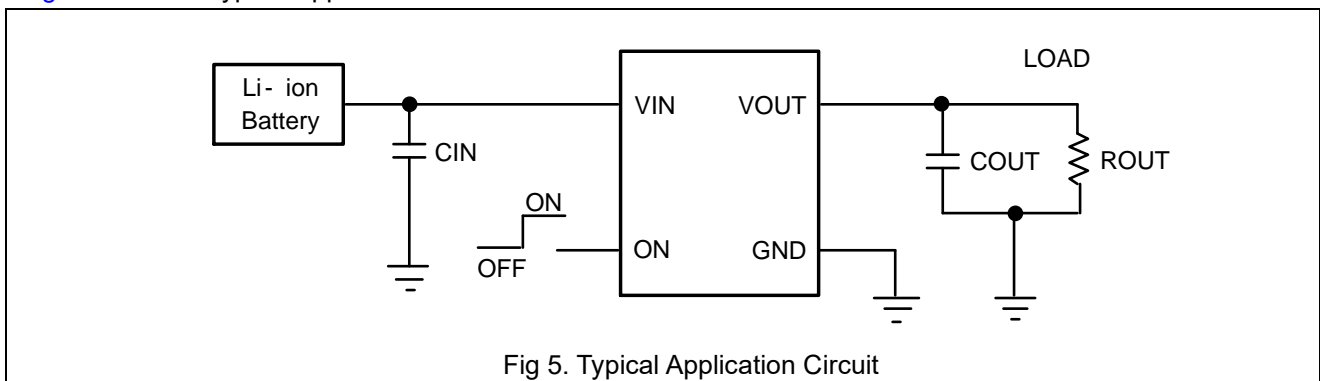 Li- ion
Battery
CIN
ON
OFF
VIN
VOUT
ON
GND
LOAD
COUT
ROUT
Fig 5. Typical Application Circuit